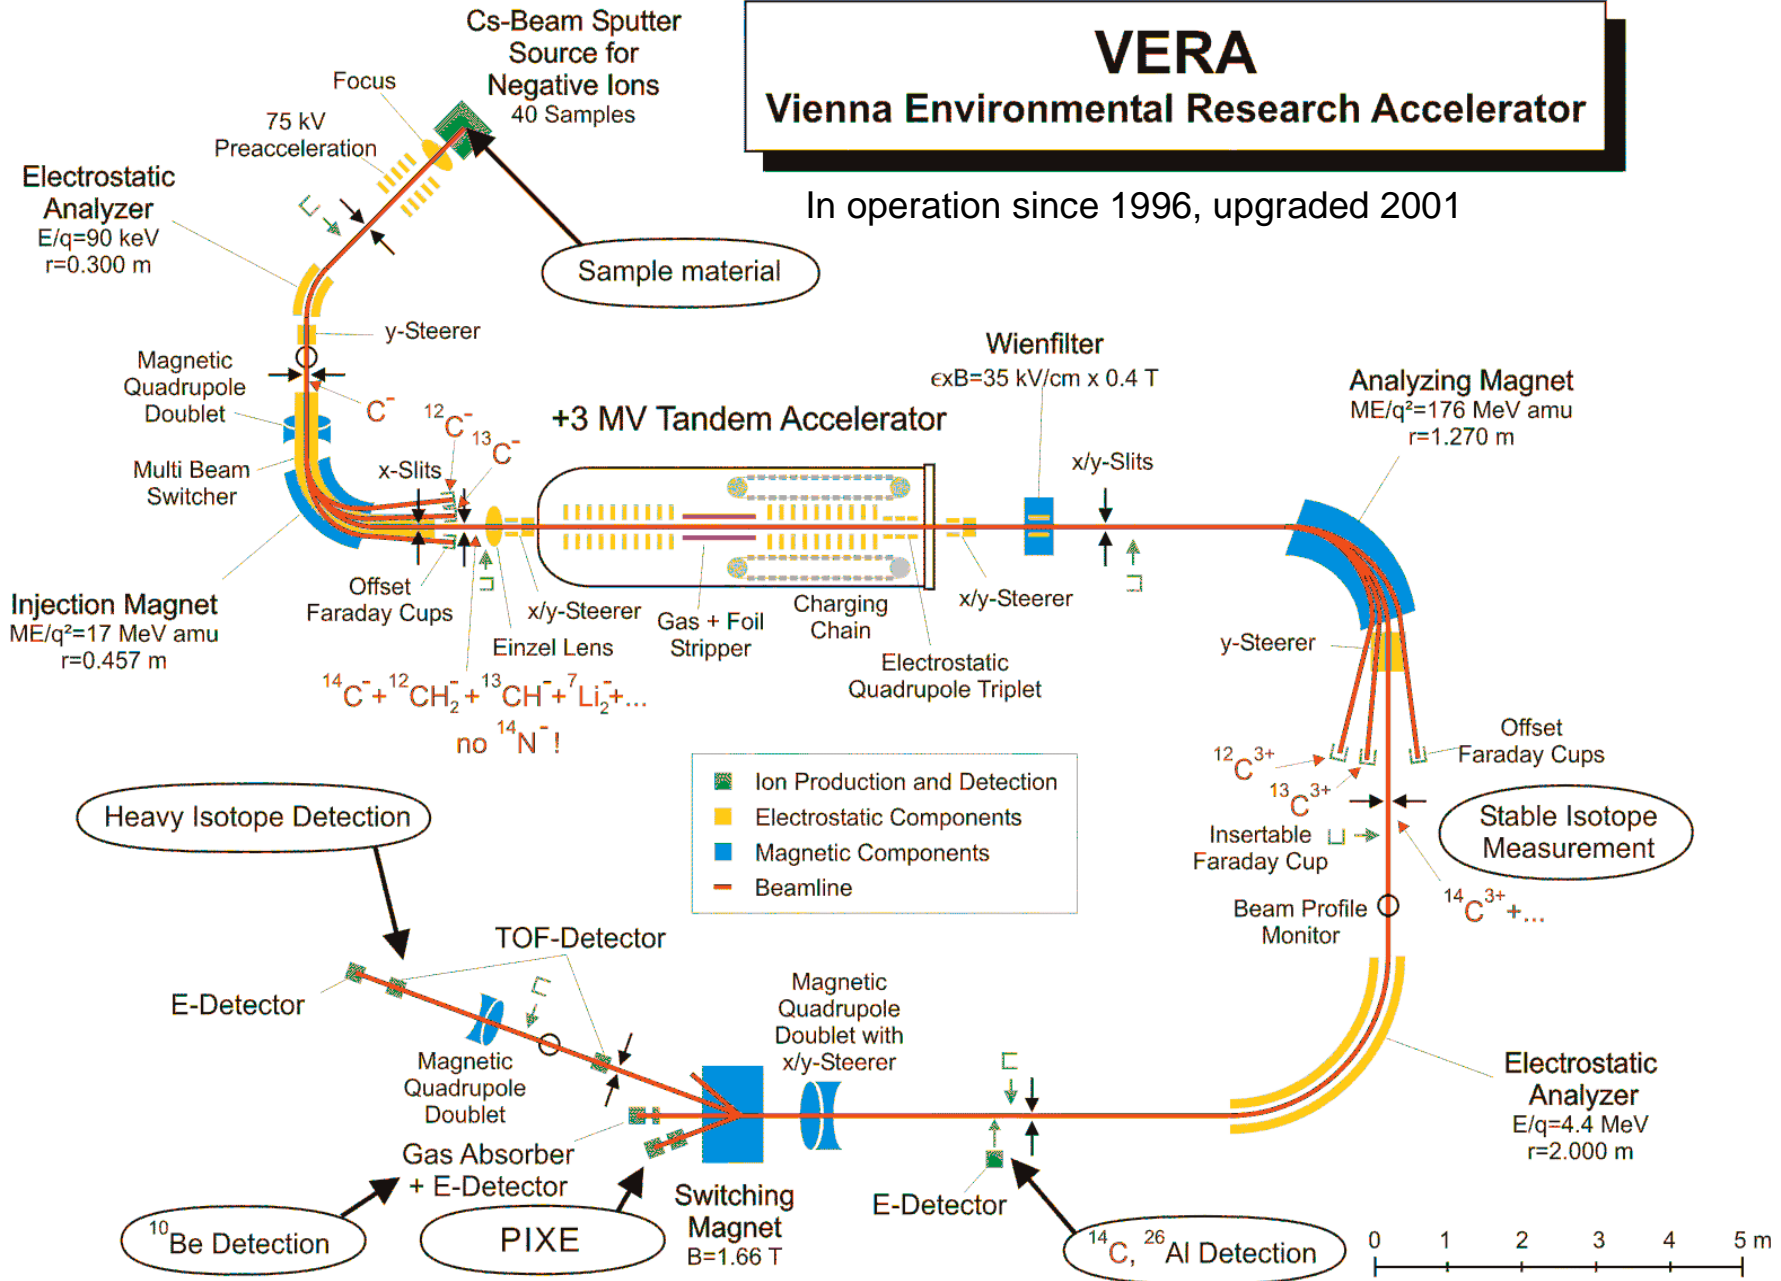 VERA
Vienna Environmental Research Accelerator
In operation since 1996, upgraded 2001
Cs-Beam Sputter
Source for
Negative Ions
40 Samples
Focus
75 kV
Preacceleration
Electrostatic
Analyzer
E/q=90 keV
r=0.300 m
Sample material
y-Steerer
Magnetic
Quadrupole
Doublet
C⁻
¹²C⁻
¹³C⁻
Multi Beam
Switcher
x-Slits
+3 MV Tandem Accelerator
Wienfilter
ϵxB=35 kV/cm x 0.4 T
x/y-Slits
Analyzing Magnet
ME/q²=176 MeV amu
r=1.270 m
Injection Magnet
ME/q²=17 MeV amu
r=0.457 m
Offset
Faraday Cups
x/y-Steerer
Einzel Lens
Gas + Foil
Stripper
Charging
Chain
x/y-Steerer
Electrostatic
Quadrupole Triplet
¹⁴C⁻+¹²CH₂⁻+¹³CH⁻+⁷Li₂⁻+...
no ¹⁴N⁻!
y-Steerer
Offset
Faraday Cups
¹²C³⁺
¹³C³⁺
Insertable
Faraday Cup
Stable Isotope
Measurement
¹⁴C³⁺+...
Beam Profile
Monitor
Ion Production and Detection
Electrostatic Components
Magnetic Components
Beamline
Heavy Isotope Detection
TOF-Detector
E-Detector
Magnetic
Quadrupole
Doublet
Magnetic
Quadrupole
Doublet with
x/y-Steerer
Electrostatic
Analyzer
E/q=4.4 MeV
r=2.000 m
Gas Absorber
+ E-Detector
¹⁰Be Detection
PIXE
Switching
Magnet
B=1.66 T
E-Detector
¹⁴C, ²⁶Al Detection
0 1 2 3 4 5 m